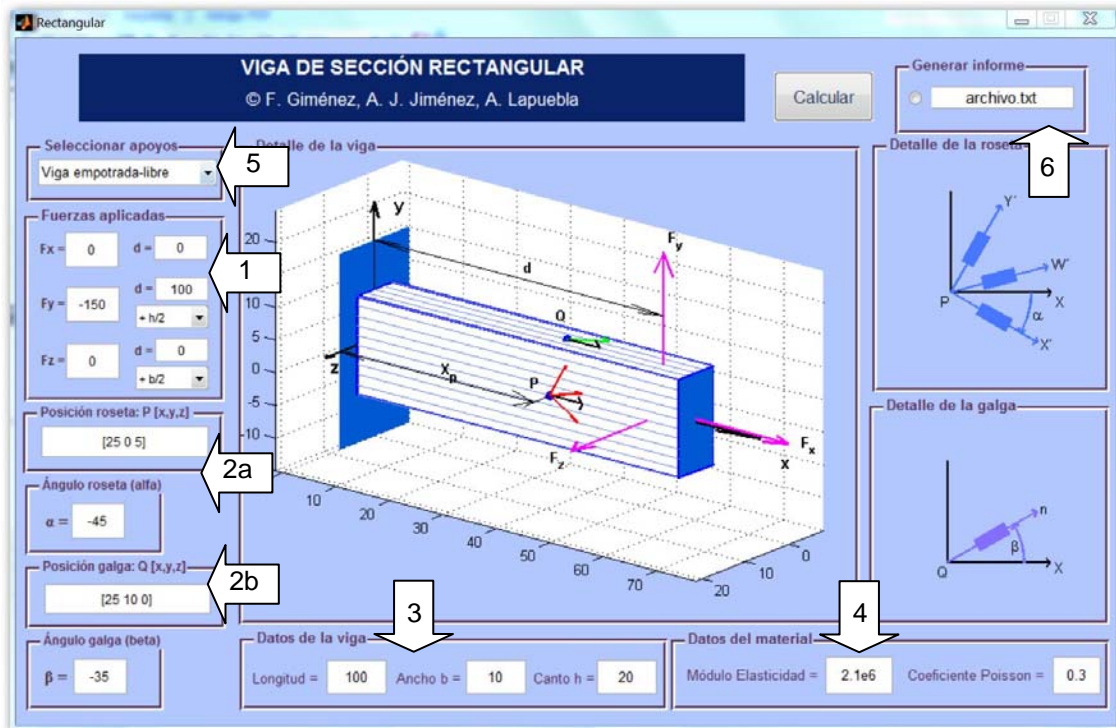 Rectangular
VIGA DE SECCIÓN RECTANGULAR
© F. Giménez, A. J. Jiménez, A. Lapuebla
Calcular
Generar informe
archivo.txt
6
Seleccionar apoyos
Viga empotrada-libre
5
Fuerzas aplicadas
Fx = 0 d = 0
1
Fy = -150 d = 100
+ h/2
Fz = 0 d = 0
+ b/2
Posición roseta: P [x,y,z]
[25 0 5]
2a
Ángulo roseta (alfa)
α = -45
Posición galga: Q [x,y,z]
2b
[25 10 0]
Ángulo galga (beta)
β = -35
Detalle de la viga
y
Fy
d
Q
z
Xp
P
Fz
Fx
x
20
10
5
0
-5
-10
10
20
30
40
50
60
70
20
10
0
Detalle de la roseta
Y'
W'
P
X
α
X'
Detalle de la galga
n
β
Q
X
3
Datos de la viga
Longitud = 100 Ancho b = 10 Canto h = 20
4
Datos del material
Módulo Elasticidad = 2.1e6 Coeficiente Poisson = 0.3